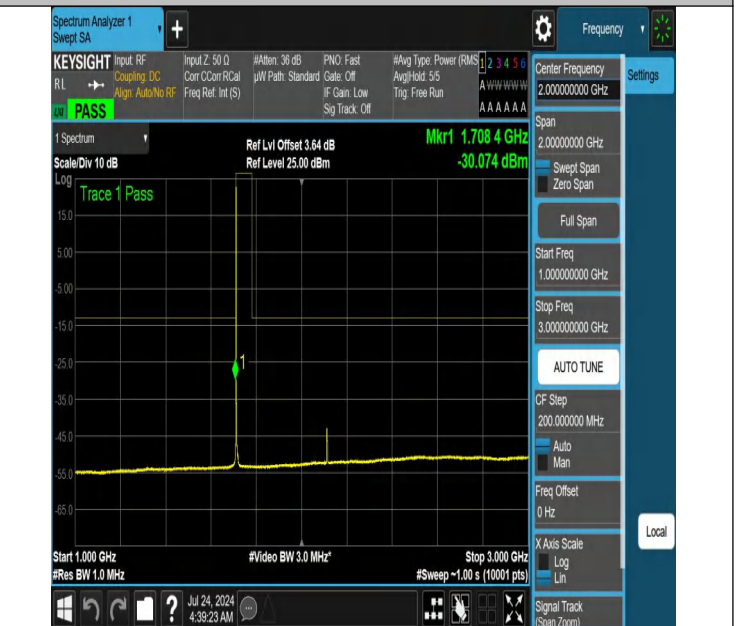 Spectrum Analyzer 1
Swept SA
+
Frequency
KEYSIGHT
RL
PASS
Input: RF
Coupling: DC
Align: Auto/No RF
Input Z: 50 Ω
Corr CCorr RCal
Freq Ref: Int (S)
#Atten: 36 dB
µW Path: Standard
PNO: Fast
Gate: Off
IF Gain: Low
Sig Track: Off
#Avg Type: Power (RMS
Avg|Hold: 5/5
Trig: Free Run
1 2 3 4 5 6
A W W W W W
A A A A A A
Center Frequency
2.000000000 GHz
Settings
1 Spectrum
Scale/Div 10 dB
Ref Lvl Offset 3.64 dB
Ref Level 25.00 dBm
Mkr1 1.708 4 GHz
-30.074 dBm
Span
2.00000000 GHz
Swept Span
Zero Span
Full Span
Start Freq
1.000000000 GHz
Stop Freq
3.000000000 GHz
AUTO TUNE
CF Step
200.000000 MHz
Auto
Man
Freq Offset
0 Hz
X Axis Scale
Log
Lin
Signal Track
(Span Zoom)
Local
Log
Trace 1 Pass
15.0
5.00
-5.00
-15.0
-25.0
1
-35.0
-45.0
-55.0
-65.0
Start 1.000 GHz
#Res BW 1.0 MHz
#Video BW 3.0 MHz*
Stop 3.000 GHz
#Sweep ~1.00 s (10001 pts)
?
Jul 24, 2024
4:39:23 AM